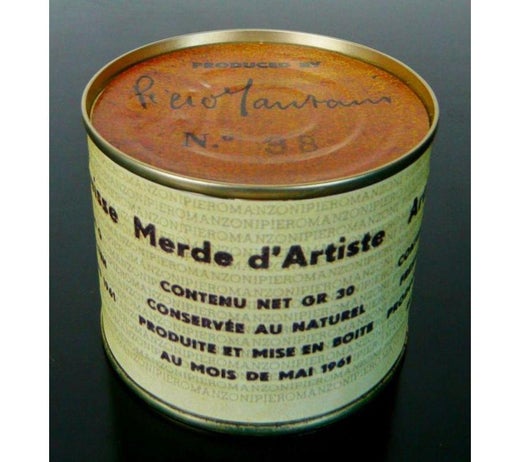 PRODUCED BY
Piero Manzoni
N.º 38
Merde d'Artiste
CONTENU NET GR 30
CONSERVÉE AU NATUREL
PRODUITE ET MISE EN BOITE
AU MOIS DE MAI 1961
PIEROMANZONIPIEROMANZONI